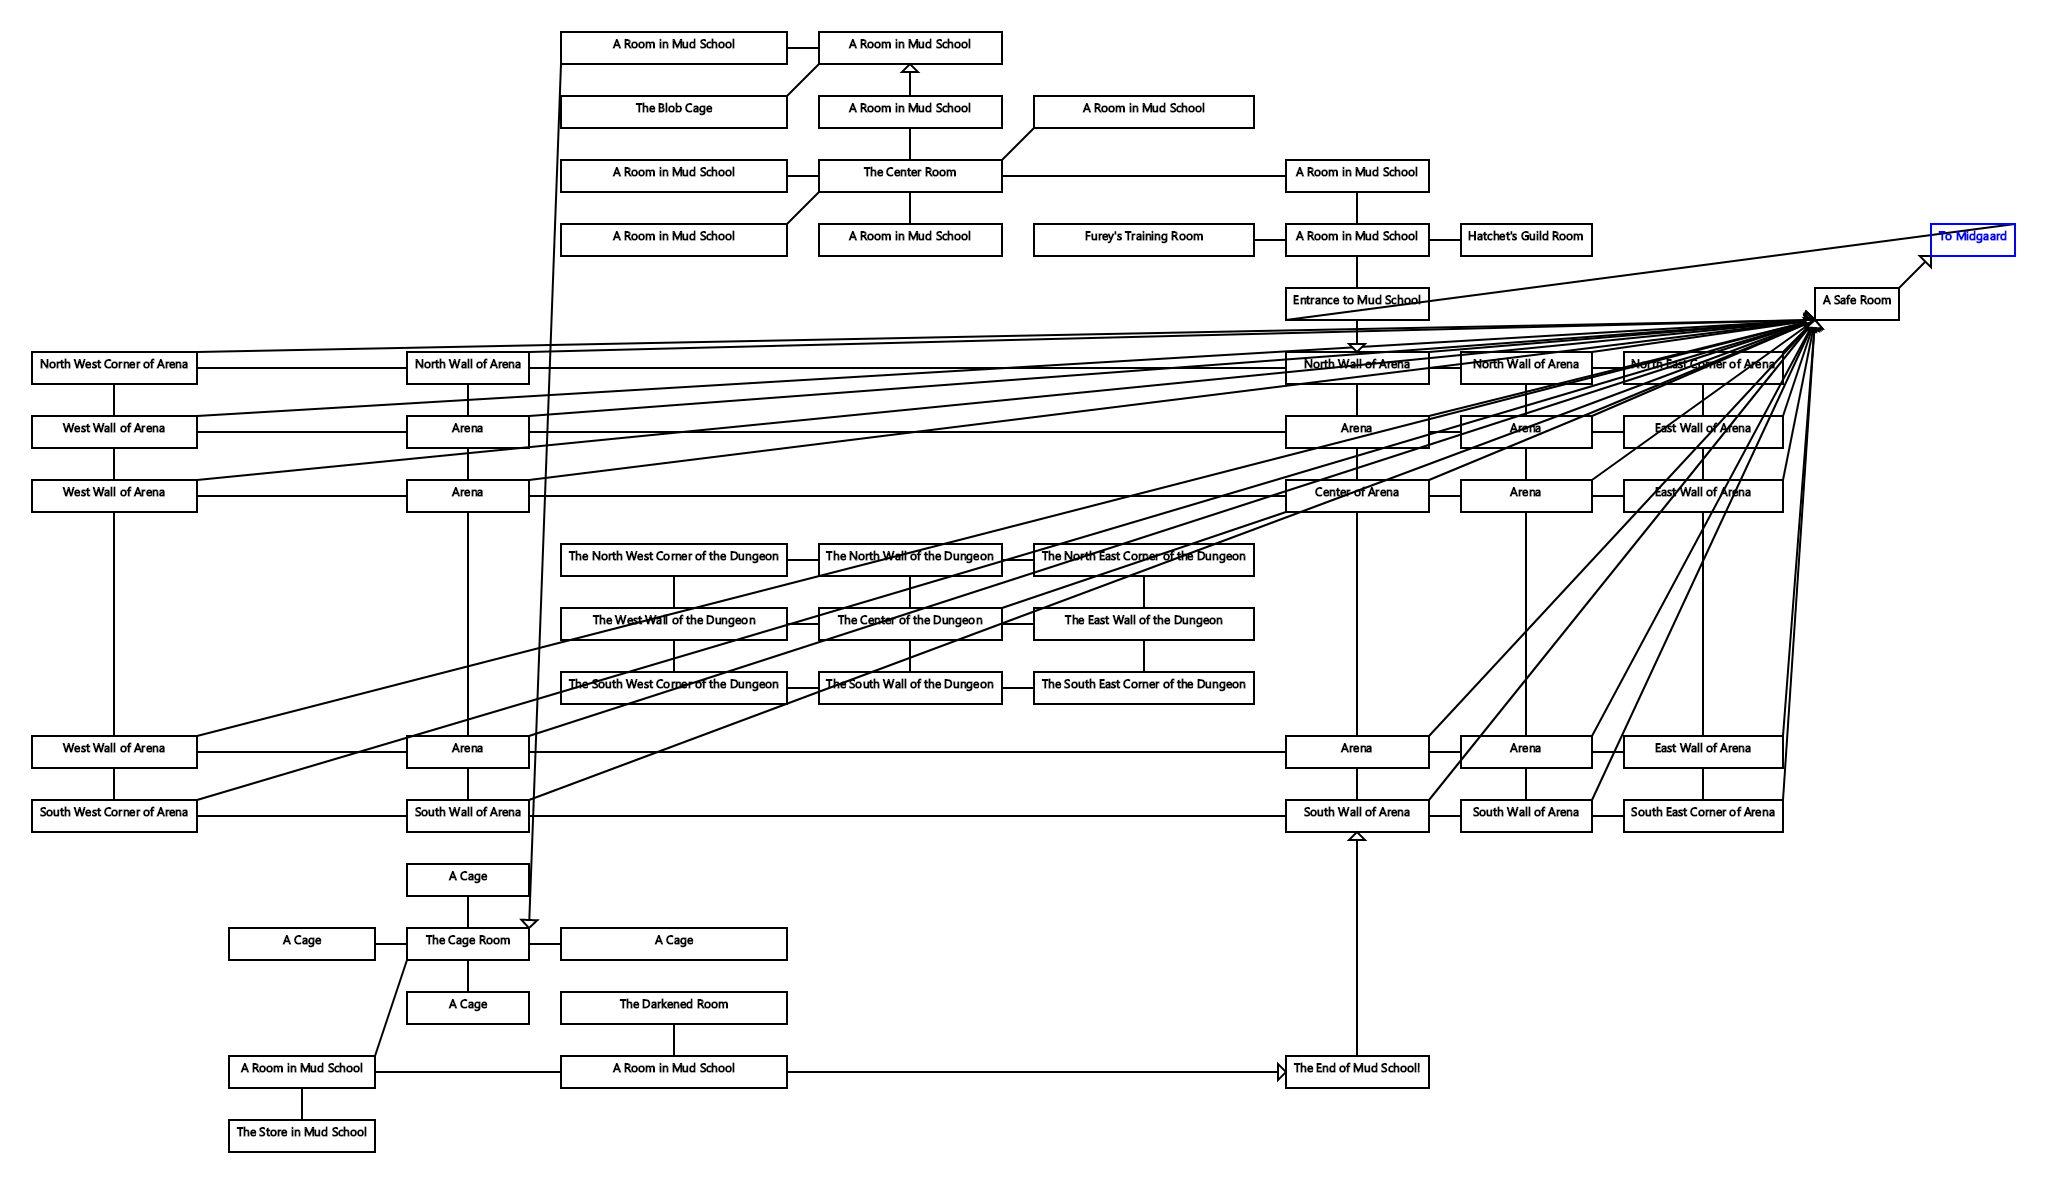 A Room in Mud School
A Room in Mud School
The Blob Cage
A Room in Mud School
A Room in Mud School
A Room in Mud School
The Center Room
A Room in Mud School
A Room in Mud School
A Room in Mud School
Furey's Training Room
A Room in Mud School
Hatchet's Guild Room
To Midgaard
Entrance to Mud School
A Safe Room
North West Corner of Arena
North Wall of Arena
North Wall of Arena
North Wall of Arena
North East Corner of Arena
West Wall of Arena
Arena
Arena
Arena
East Wall of Arena
West Wall of Arena
Arena
Center of Arena
Arena
East Wall of Arena
The North West Corner of the Dungeon
The North Wall of the Dungeon
The North East Corner of the Dungeon
The West Wall of the Dungeon
The Center of the Dungeon
The East Wall of the Dungeon
The South West Corner of the Dungeon
The South Wall of the Dungeon
The South East Corner of the Dungeon
West Wall of Arena
Arena
Arena
Arena
East Wall of Arena
South West Corner of Arena
South Wall of Arena
South Wall of Arena
South Wall of Arena
South East Corner of Arena
A Cage
A Cage
The Cage Room
A Cage
A Cage
The Darkened Room
A Room in Mud School
A Room in Mud School
The End of Mud School!
The Store in Mud School